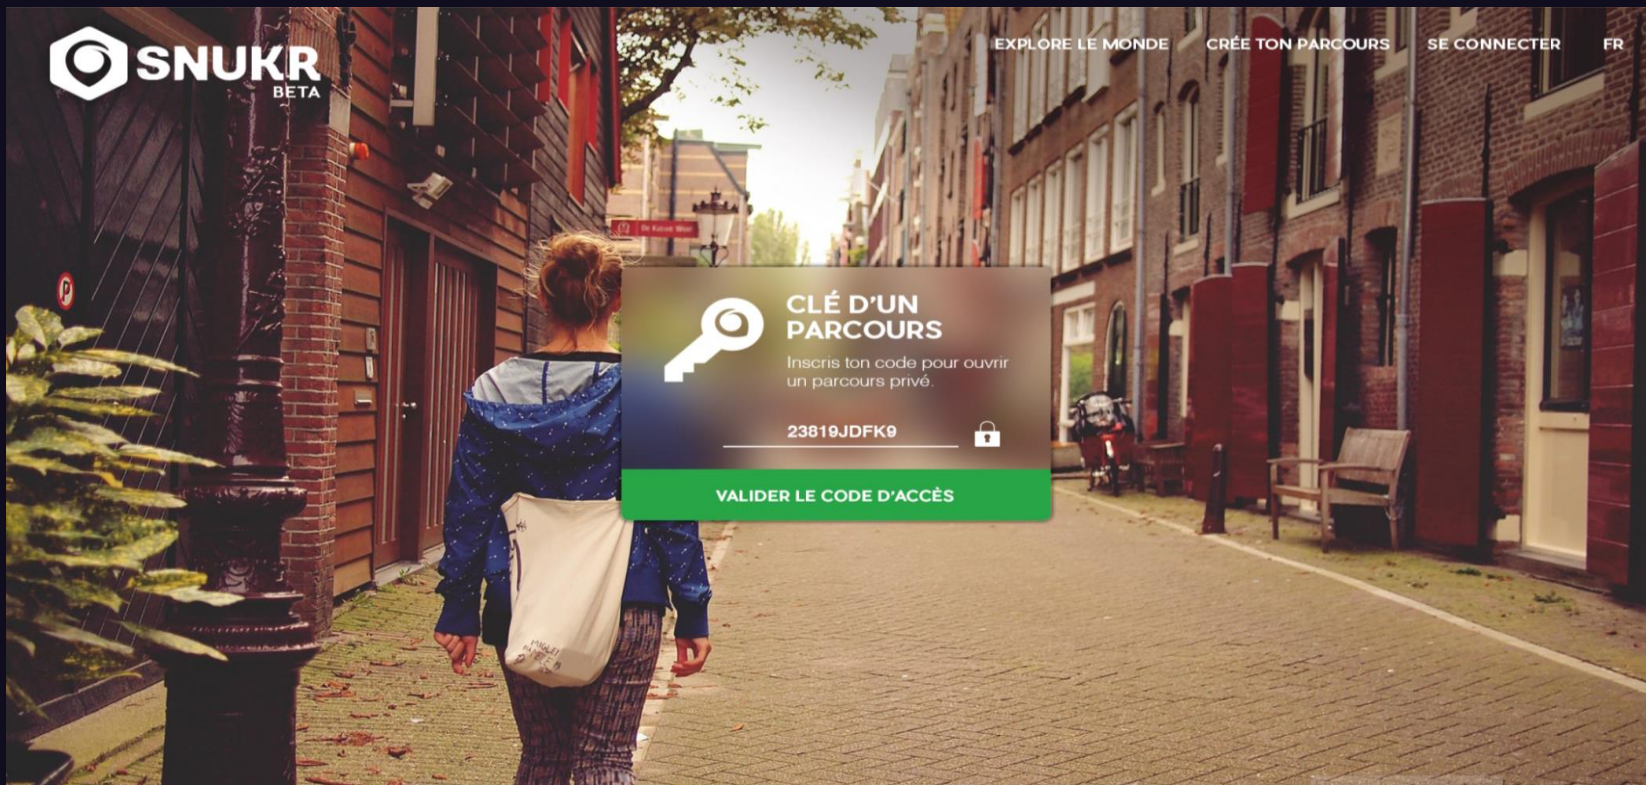 SNUKR
BETA
EXPLORE LE MONDE
CRÉE TON PARCOURS
SE CONNECTER
FR
P
CLÉ D'UN
PARCOURS
Inscris ton code pour ouvrir
un parcours privé.
23819JDFK9
VALIDER LE CODE D'ACCÈS